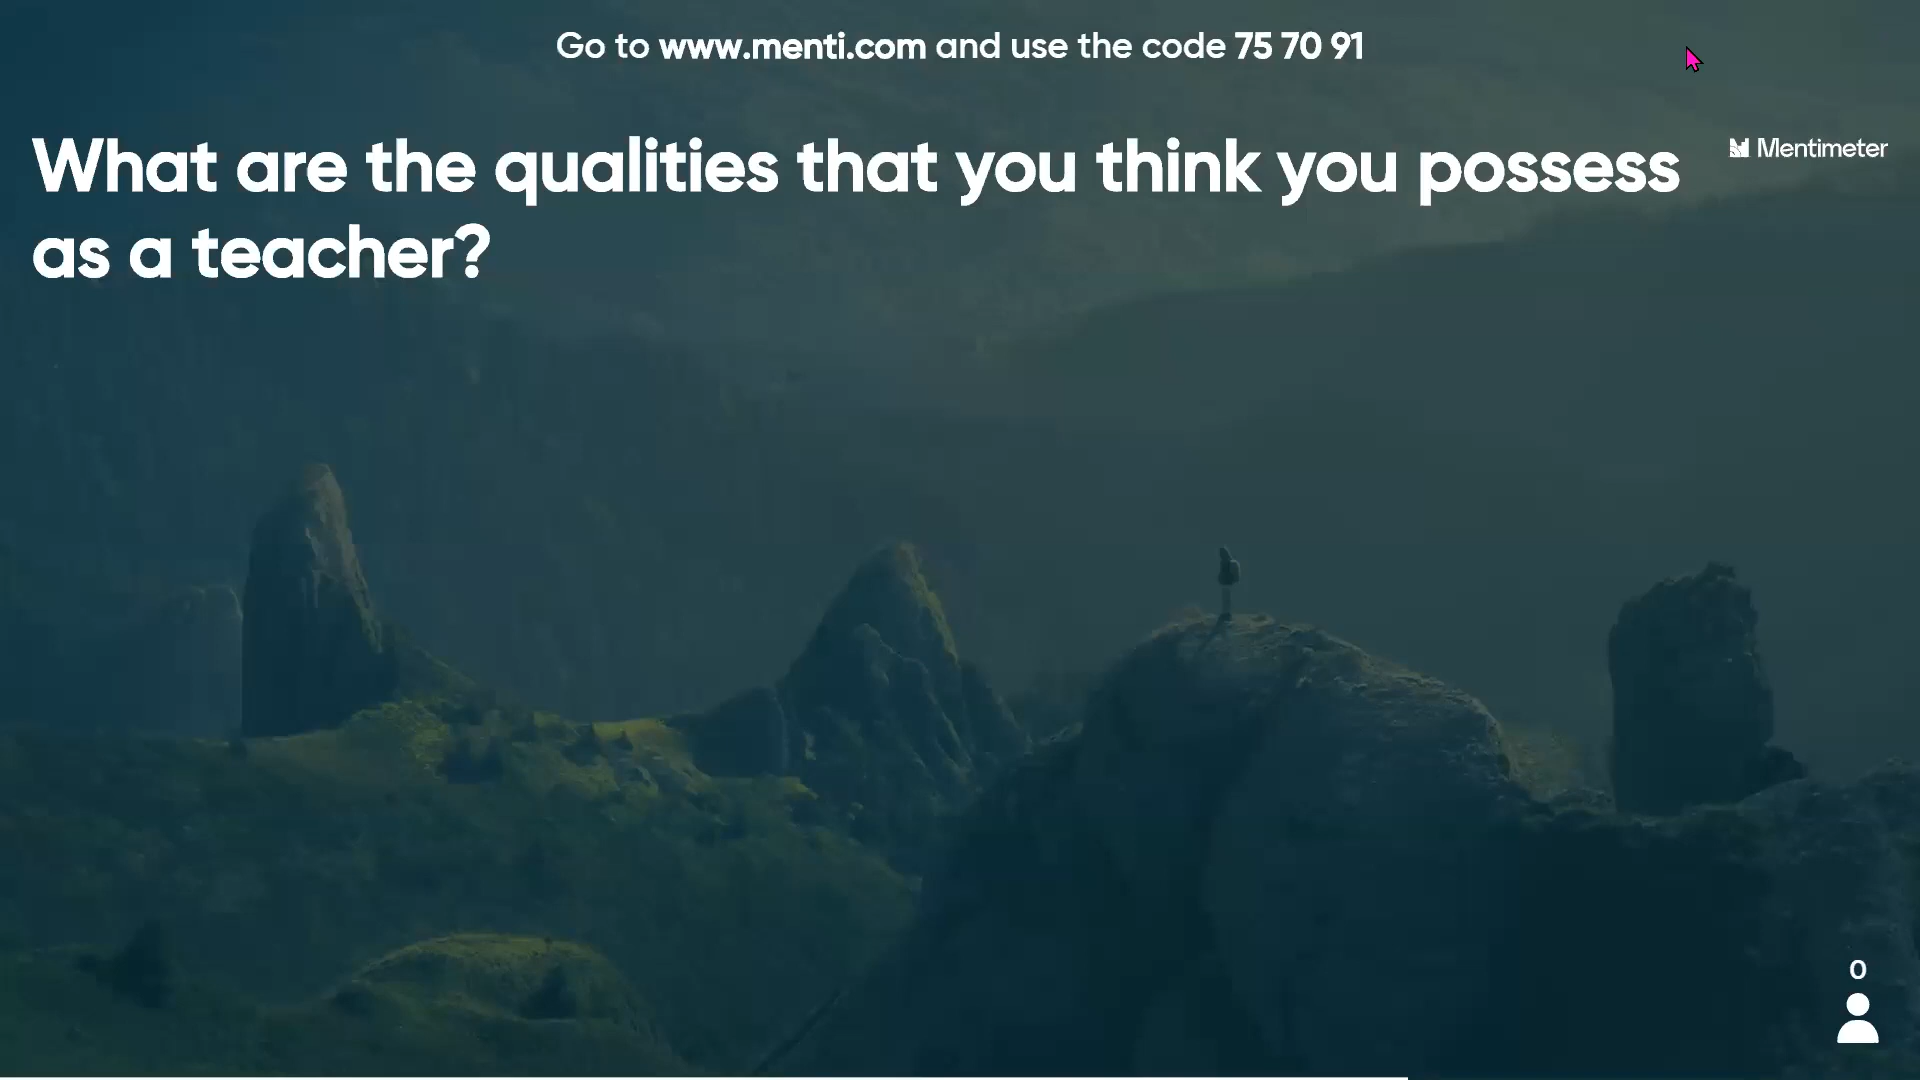 Go to www.menti.com and use the code 75 70 91
What are the qualities that you think you possess
as a teacher?
Mentimeter
0